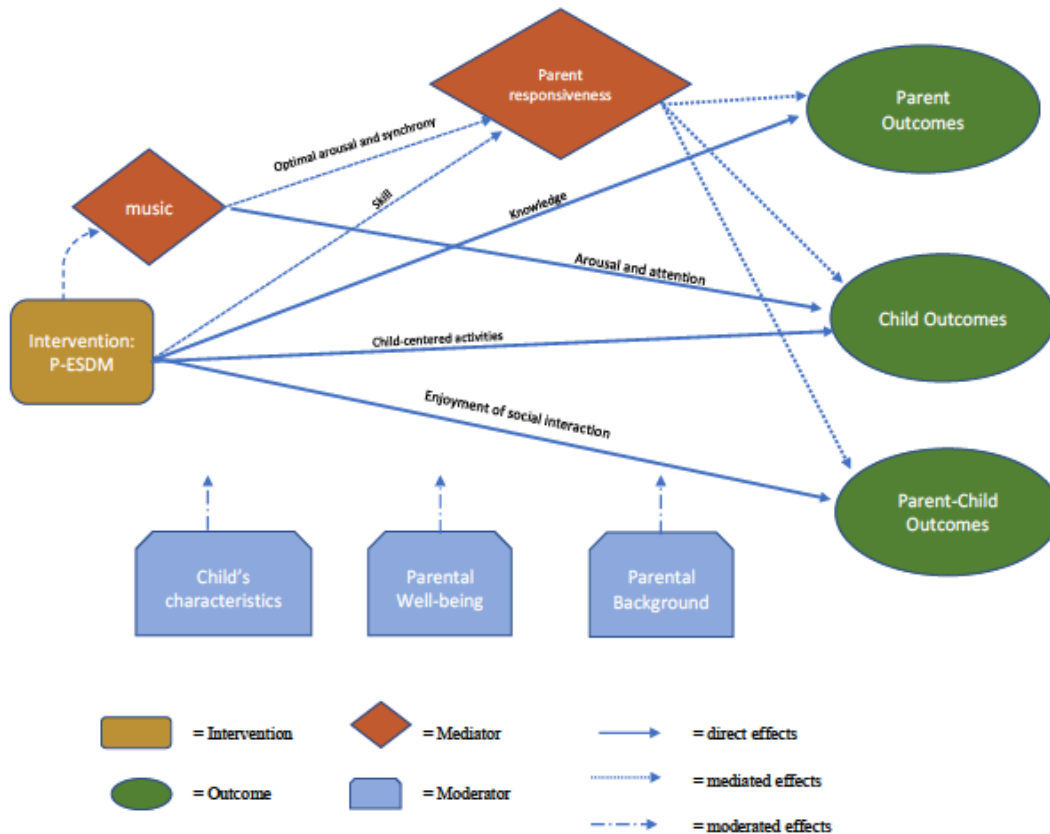 Parent
responsiveness
Parent
Outcomes
Optimal arousal and synchrony
music
Skill
Knowledge
Arousal and attention
Intervention:
P-ESDM
Child-centered activities
Child Outcomes
Enjoyment of social interaction
Parent-Child
Outcomes
Child's
characteristics
Parental
Well-being
Parental
Background
= Intervention
= Mediator
= direct effects
= mediated effects
= Outcome
= Moderator
= moderated effects